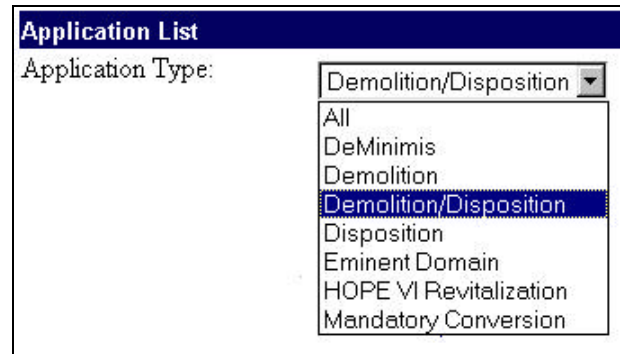 Application List
Application Type:
Demolition/Disposition
All
DeMinimis
Demolition
Demolition/Disposition
Disposition
Eminent Domain
HOPE VI Revitalization
Mandatory Conversion